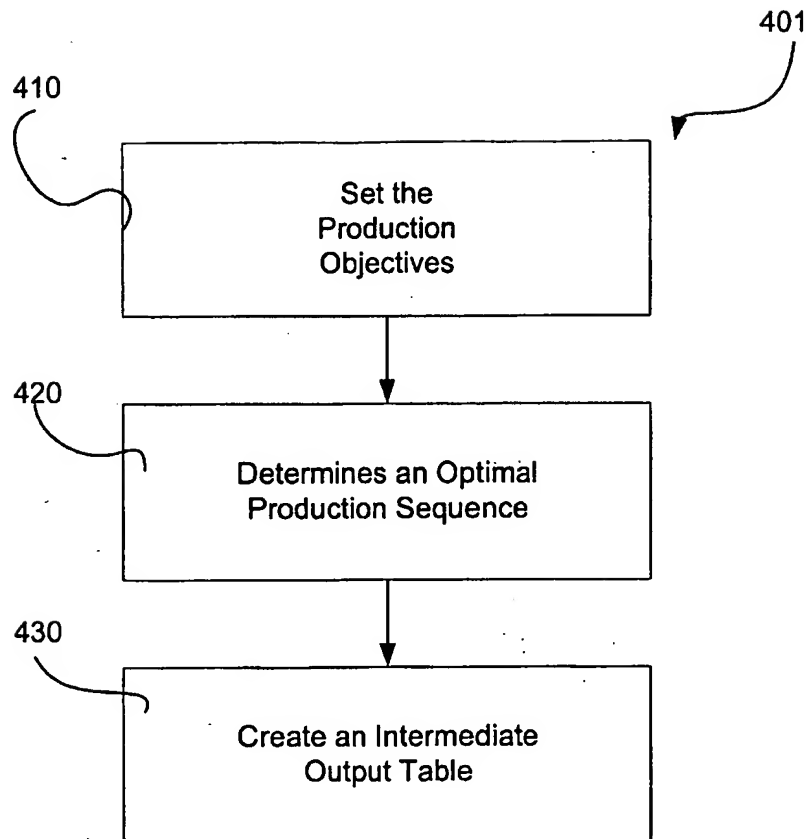 401
410
Set the
Production
Objectives
420
Determines an Optimal
Production Sequence
430
Create an Intermediate
Output Table